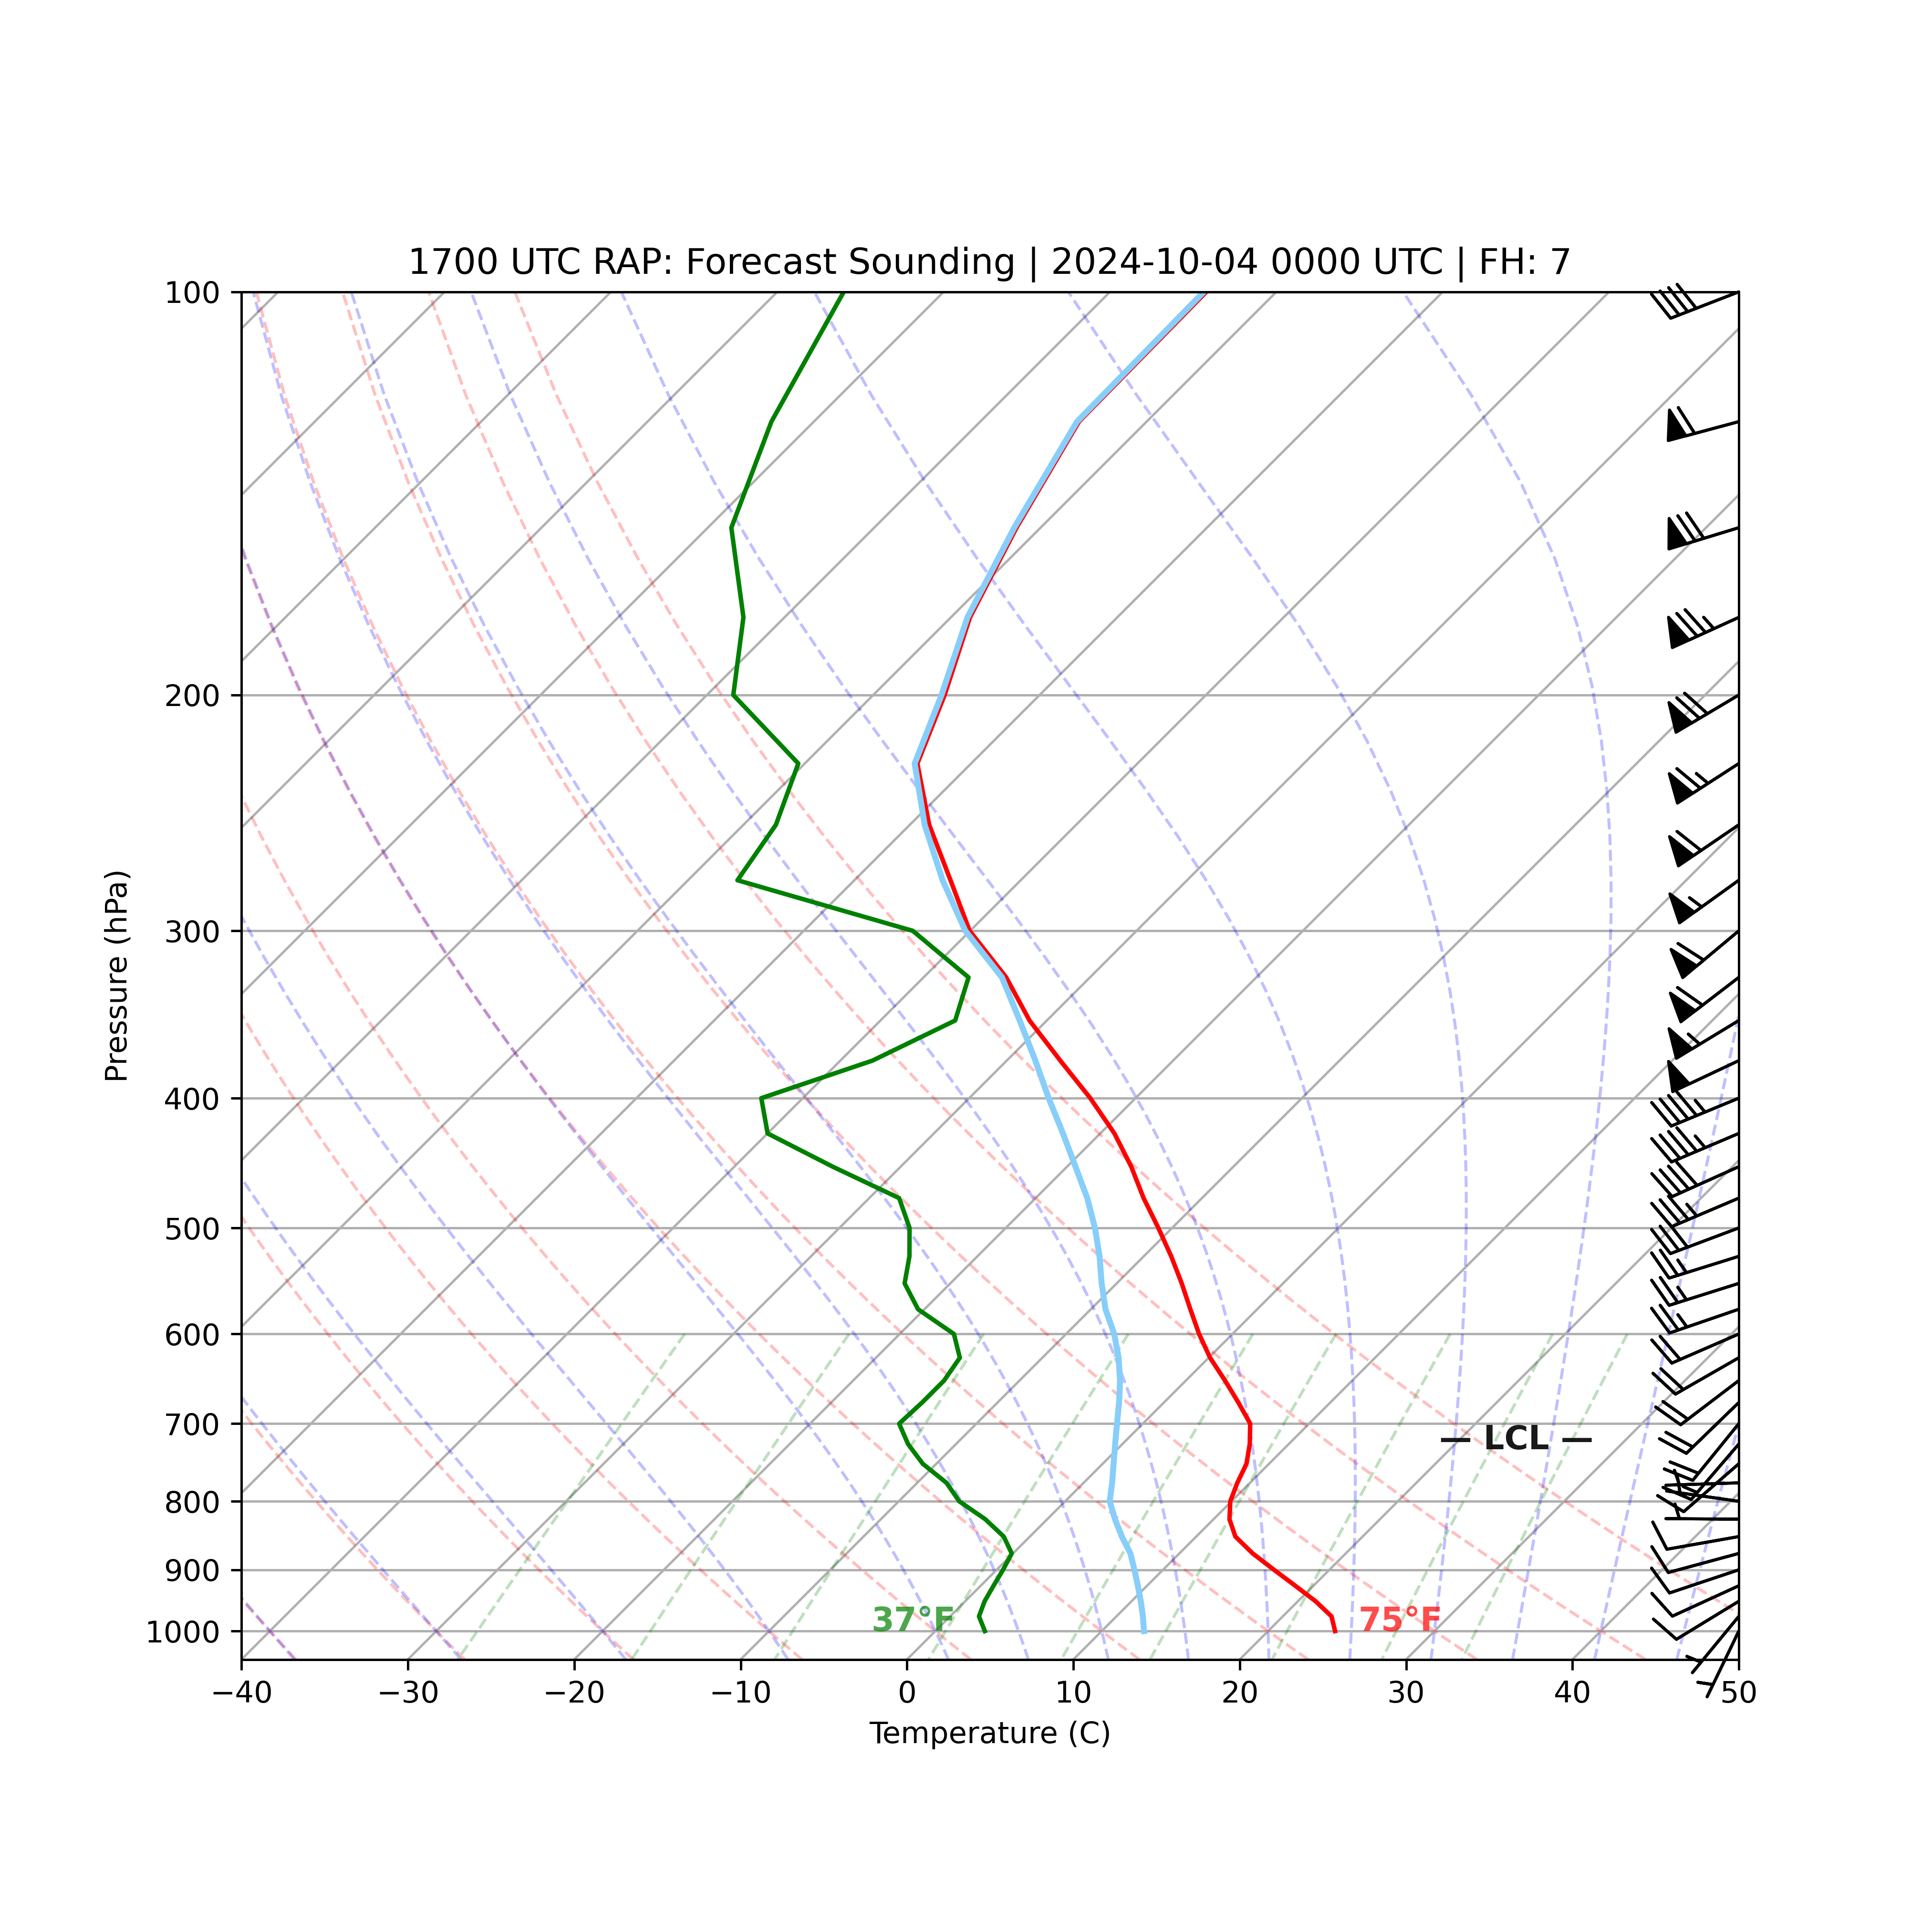 1700 UTC RAP: Forecast Sounding | 2024-10-04 0000 UTC | FH: 7
100
200
300
400
500
600
700
800
900
1000
Pressure (hPa)
— LCL —
37°F
75°F
−40 −30 −20 −10 0 10 20 30 40 50
Temperature (C)